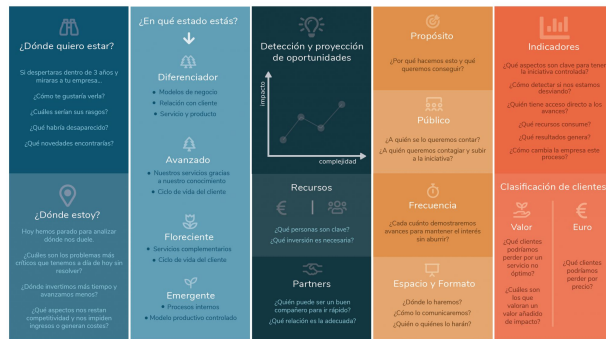 ¿Dónde quiero estar?
Si despertaras dentro de 3 años y
miraras a tu empresa...
¿Cómo te gustaría verla?
¿Cuáles serían sus rasgos?
¿Qué habría desaparecido?
¿Qué novedades encontrarías?
¿Dónde estoy?
Hoy hemos parado para analizar
dónde nos duele.
¿Cuáles son los problemas más
críticos que tenemos a día de hoy sin
resolver?
¿Dónde invertimos más tiempo y
avanzamos menos?
¿Qué aspectos nos restan
competitividad y nos impiden
ingresos o generan costes?
¿En qué estado estás?
Diferenciador
• Modelos de negocio
• Relación con cliente
• Servicio y producto
Avanzado
• Nuestros servicios gracias
a nuestro conocimiento
• Ciclo de vida del cliente
Floreciente
• Servicios complementarios
• Ciclo de vida del cliente
Emergente
• Procesos internos
• Modelo productivo controlado
Detección y proyección
de oportunidades
impacto
complejidad
Recursos
€
¿Qué personas son clave?
¿Qué inversión es necesaria?
Partners
¿Quién puede ser un buen
compañero para ir rápido?
¿Qué relación es la adecuada?
Propósito
¿Por qué hacemos esto y qué
queremos conseguir?
Público
¿A quién se lo queremos contar?
¿A quién queremos contagiar y subir
a la iniciativa?
Frecuencia
¿Cada cuánto demostraremos
avances para mantener el interés
sin aburrir?
Espacio y Formato
¿Dónde lo haremos?
¿Cómo lo comunicaremos?
¿Quién o quiénes lo harán?
Indicadores
¿Qué aspectos son clave para tener
la iniciativa controlada?
¿Cómo detectar si nos estamos
desviando?
¿Quién tiene acceso directo a los
avances?
¿Qué recursos consume?
¿Qué resultados genera?
¿Cómo cambia la empresa este
proceso?
Clasificación de clientes
Valor
¿Qué clientes
podríamos
perder por un
servicio no
óptimo?
¿Cuáles son
los que
valoran un
valor añadido
de impacto?
€
Euro
¿Qué clientes
podríamos
perder por
precio?